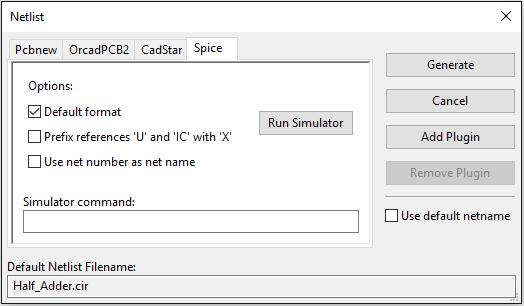 Netlist
Pcbnew OrcadPCB2 CadStar Spice
Options:
Default format
Prefix references 'U' and 'IC' with 'X'
Use net number as net name
Run Simulator
Simulator command:
Generate
Cancel
Add Plugin
Remove Plugin
Use default netname
Default Netlist Filename:
Half_Adder.cir